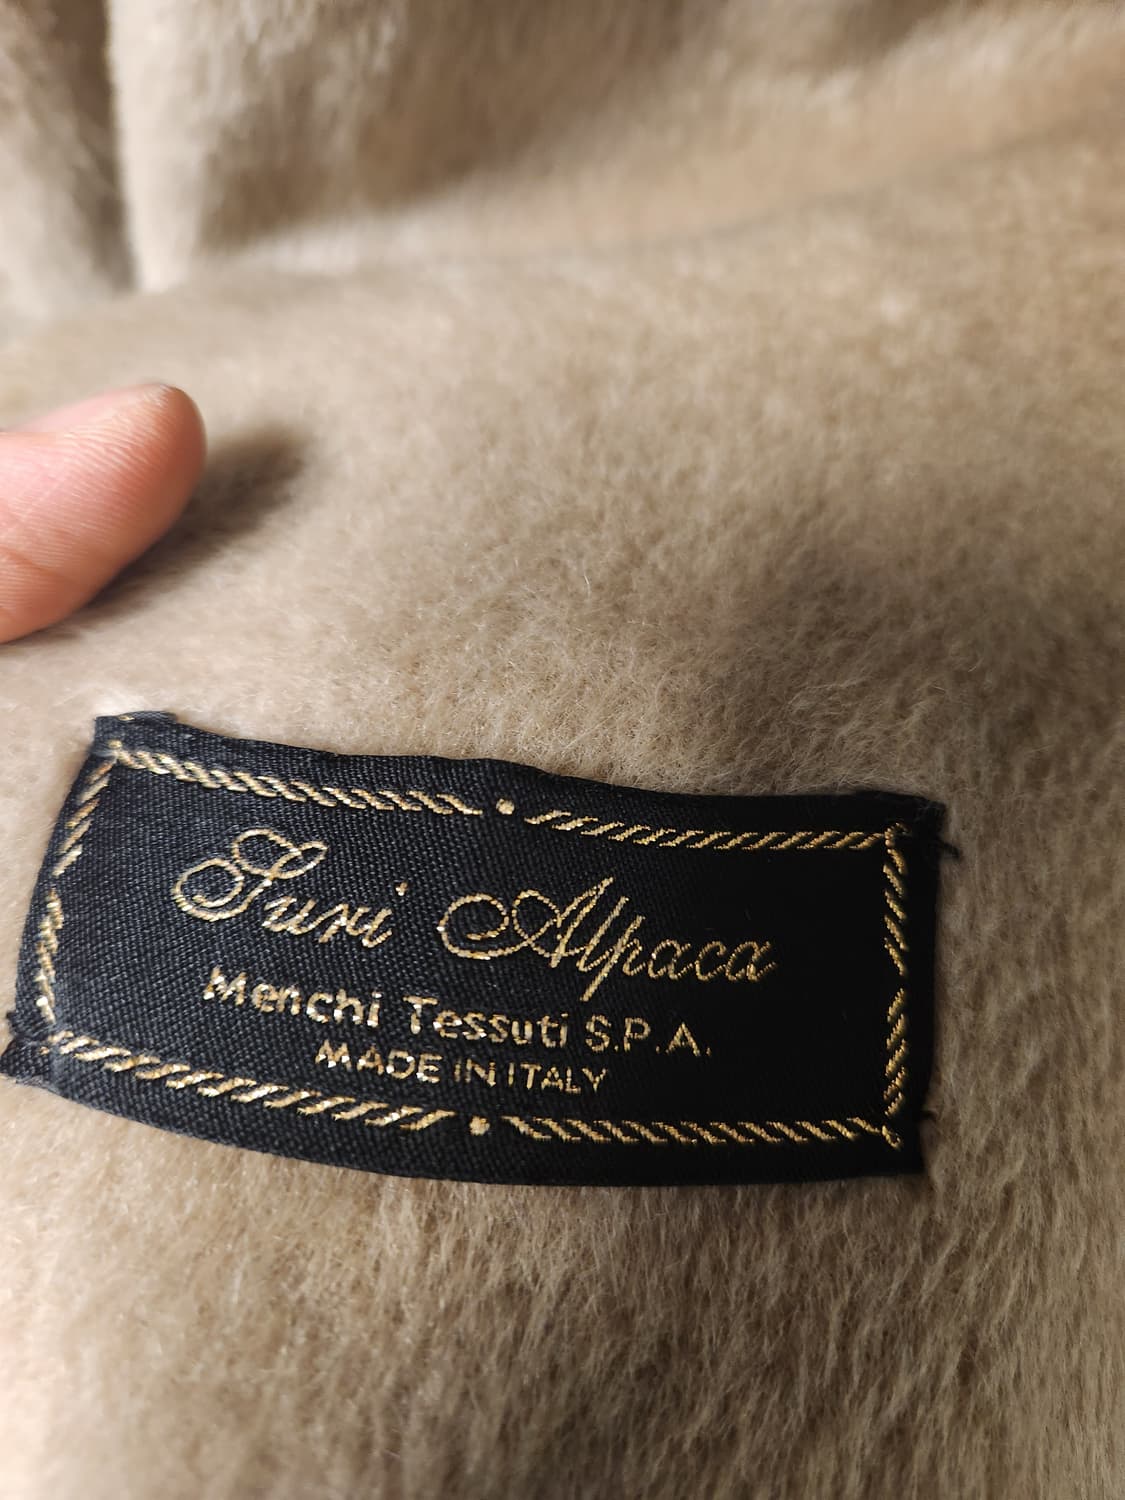 Suri Alpaca
Menchi Tessuti S.P.A.
MADE IN ITALY